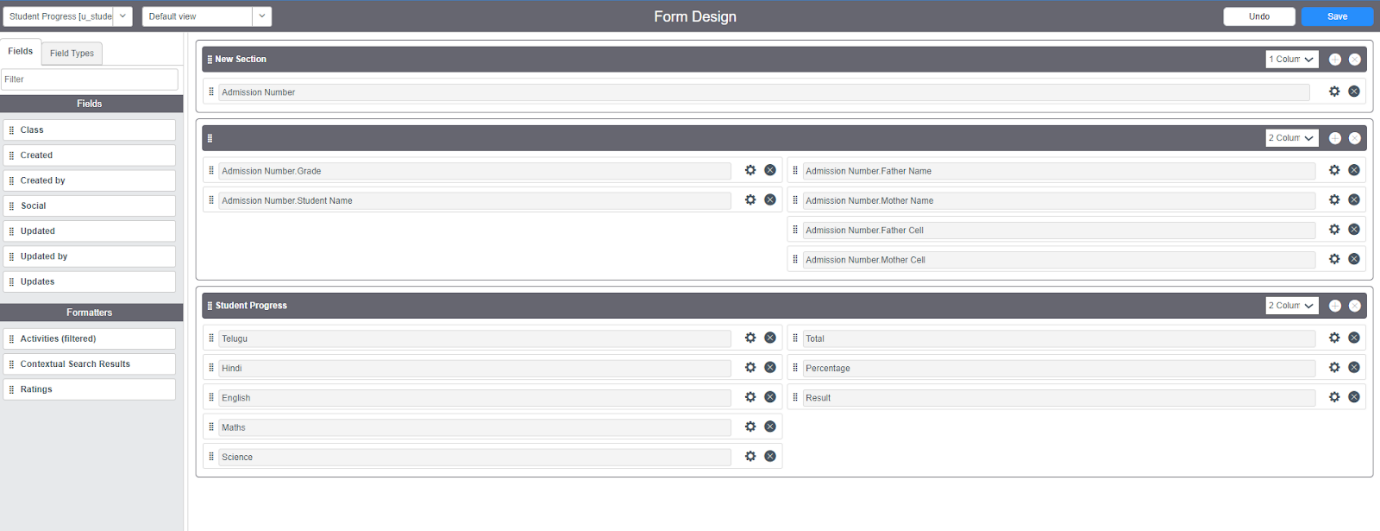 Student Progress [u_stude
Default view
Form Design
Undo
Save
Fields
Field Types
Filter
Fields
Class
Created
Created by
Social
Updated
Updated by
Updates
Formatters
Activities (filtered)
Contextual Search Results
Ratings
New Section
1 Colum
Admission Number
2 Colum
Admission Number.Grade
Admission Number.Father Name
Admission Number.Student Name
Admission Number.Mother Name
Admission Number.Father Cell
Admission Number.Mother Cell
Student Progress
2 Colum
Telugu
Total
Hindi
Percentage
English
Result
Maths
Science